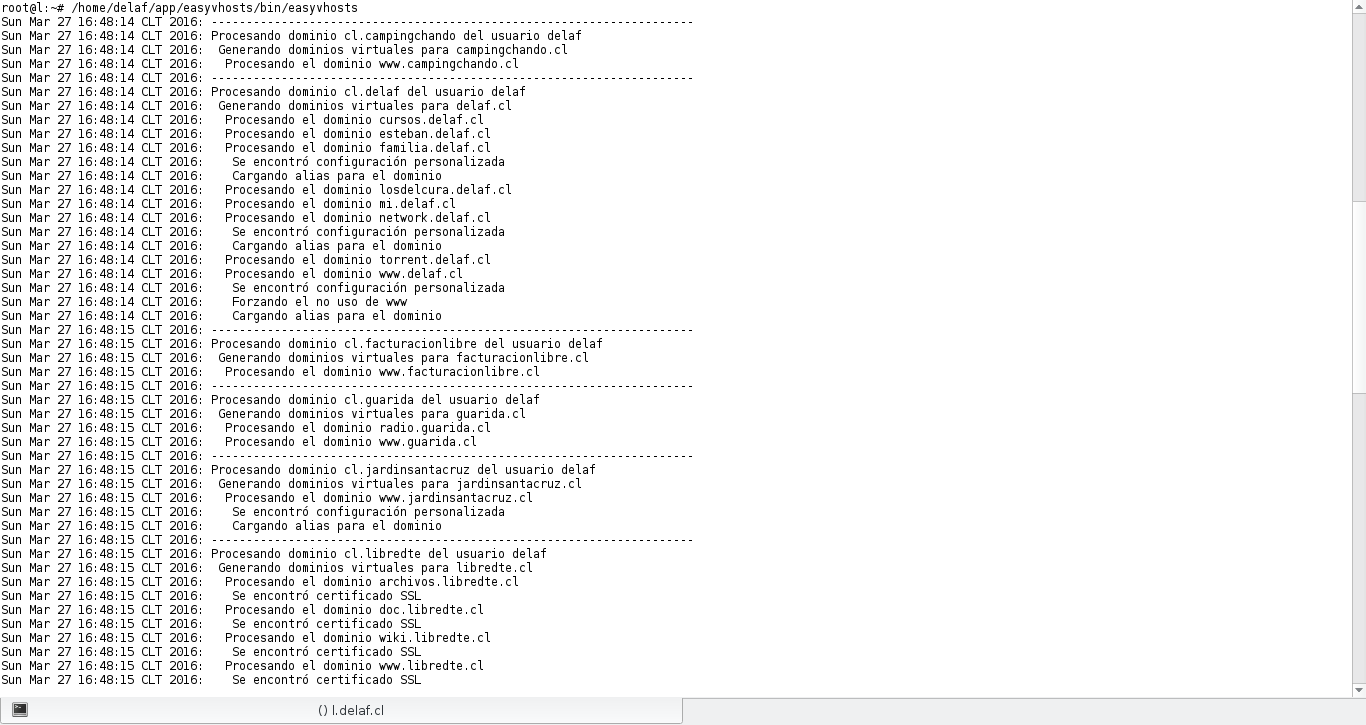 root@l:~# /home/delaf/app/easyvhosts/bin/easyvhosts
Sun Mar 27 16:48:14 CLT 2016: ---------------------------------------------------------------------
Sun Mar 27 16:48:14 CLT 2016: Procesando dominio cl.campingchando del usuario delaf
Sun Mar 27 16:48:14 CLT 2016:  Generando dominios virtuales para campingchando.cl
Sun Mar 27 16:48:14 CLT 2016:   Procesando el dominio www.campingchando.cl
Sun Mar 27 16:48:14 CLT 2016: ---------------------------------------------------------------------
Sun Mar 27 16:48:14 CLT 2016: Procesando dominio cl.delaf del usuario delaf
Sun Mar 27 16:48:14 CLT 2016:  Generando dominios virtuales para delaf.cl
Sun Mar 27 16:48:14 CLT 2016:   Procesando el dominio cursos.delaf.cl
Sun Mar 27 16:48:14 CLT 2016:   Procesando el dominio esteban.delaf.cl
Sun Mar 27 16:48:14 CLT 2016:   Procesando el dominio familia.delaf.cl
Sun Mar 27 16:48:14 CLT 2016:    Se encontró configuración personalizada
Sun Mar 27 16:48:14 CLT 2016:    Cargando alias para el dominio
Sun Mar 27 16:48:14 CLT 2016:   Procesando el dominio losdelcura.delaf.cl
Sun Mar 27 16:48:14 CLT 2016:   Procesando el dominio mi.delaf.cl
Sun Mar 27 16:48:14 CLT 2016:   Procesando el dominio network.delaf.cl
Sun Mar 27 16:48:14 CLT 2016:    Se encontró configuración personalizada
Sun Mar 27 16:48:14 CLT 2016:    Cargando alias para el dominio
Sun Mar 27 16:48:14 CLT 2016:   Procesando el dominio torrent.delaf.cl
Sun Mar 27 16:48:14 CLT 2016:   Procesando el dominio www.delaf.cl
Sun Mar 27 16:48:14 CLT 2016:    Se encontró configuración personalizada
Sun Mar 27 16:48:14 CLT 2016:    Forzando el no uso de www
Sun Mar 27 16:48:14 CLT 2016:    Cargando alias para el dominio
Sun Mar 27 16:48:15 CLT 2016: ---------------------------------------------------------------------
Sun Mar 27 16:48:15 CLT 2016: Procesando dominio cl.facturacionlibre del usuario delaf
Sun Mar 27 16:48:15 CLT 2016:  Generando dominios virtuales para facturacionlibre.cl
Sun Mar 27 16:48:15 CLT 2016:   Procesando el dominio www.facturacionlibre.cl
Sun Mar 27 16:48:15 CLT 2016: ---------------------------------------------------------------------
Sun Mar 27 16:48:15 CLT 2016: Procesando dominio cl.guarida del usuario delaf
Sun Mar 27 16:48:15 CLT 2016:  Generando dominios virtuales para guarida.cl
Sun Mar 27 16:48:15 CLT 2016:   Procesando el dominio radio.guarida.cl
Sun Mar 27 16:48:15 CLT 2016:   Procesando el dominio www.guarida.cl
Sun Mar 27 16:48:15 CLT 2016: ---------------------------------------------------------------------
Sun Mar 27 16:48:15 CLT 2016: Procesando dominio cl.jardinsantacruz del usuario delaf
Sun Mar 27 16:48:15 CLT 2016:  Generando dominios virtuales para jardinsantacruz.cl
Sun Mar 27 16:48:15 CLT 2016:   Procesando el dominio www.jardinsantacruz.cl
Sun Mar 27 16:48:15 CLT 2016:    Se encontró configuración personalizada
Sun Mar 27 16:48:15 CLT 2016:    Cargando alias para el dominio
Sun Mar 27 16:48:15 CLT 2016: ---------------------------------------------------------------------
Sun Mar 27 16:48:15 CLT 2016: Procesando dominio cl.libredte del usuario delaf
Sun Mar 27 16:48:15 CLT 2016:  Generando dominios virtuales para libredte.cl
Sun Mar 27 16:48:15 CLT 2016:   Procesando el dominio archivos.libredte.cl
Sun Mar 27 16:48:15 CLT 2016:    Se encontró certificado SSL
Sun Mar 27 16:48:15 CLT 2016:   Procesando el dominio doc.libredte.cl
Sun Mar 27 16:48:15 CLT 2016:    Se encontró certificado SSL
Sun Mar 27 16:48:15 CLT 2016:   Procesando el dominio wiki.libredte.cl
Sun Mar 27 16:48:15 CLT 2016:    Se encontró certificado SSL
Sun Mar 27 16:48:15 CLT 2016:   Procesando el dominio www.libredte.cl
Sun Mar 27 16:48:15 CLT 2016:    Se encontró certificado SSL
() l.delaf.cl